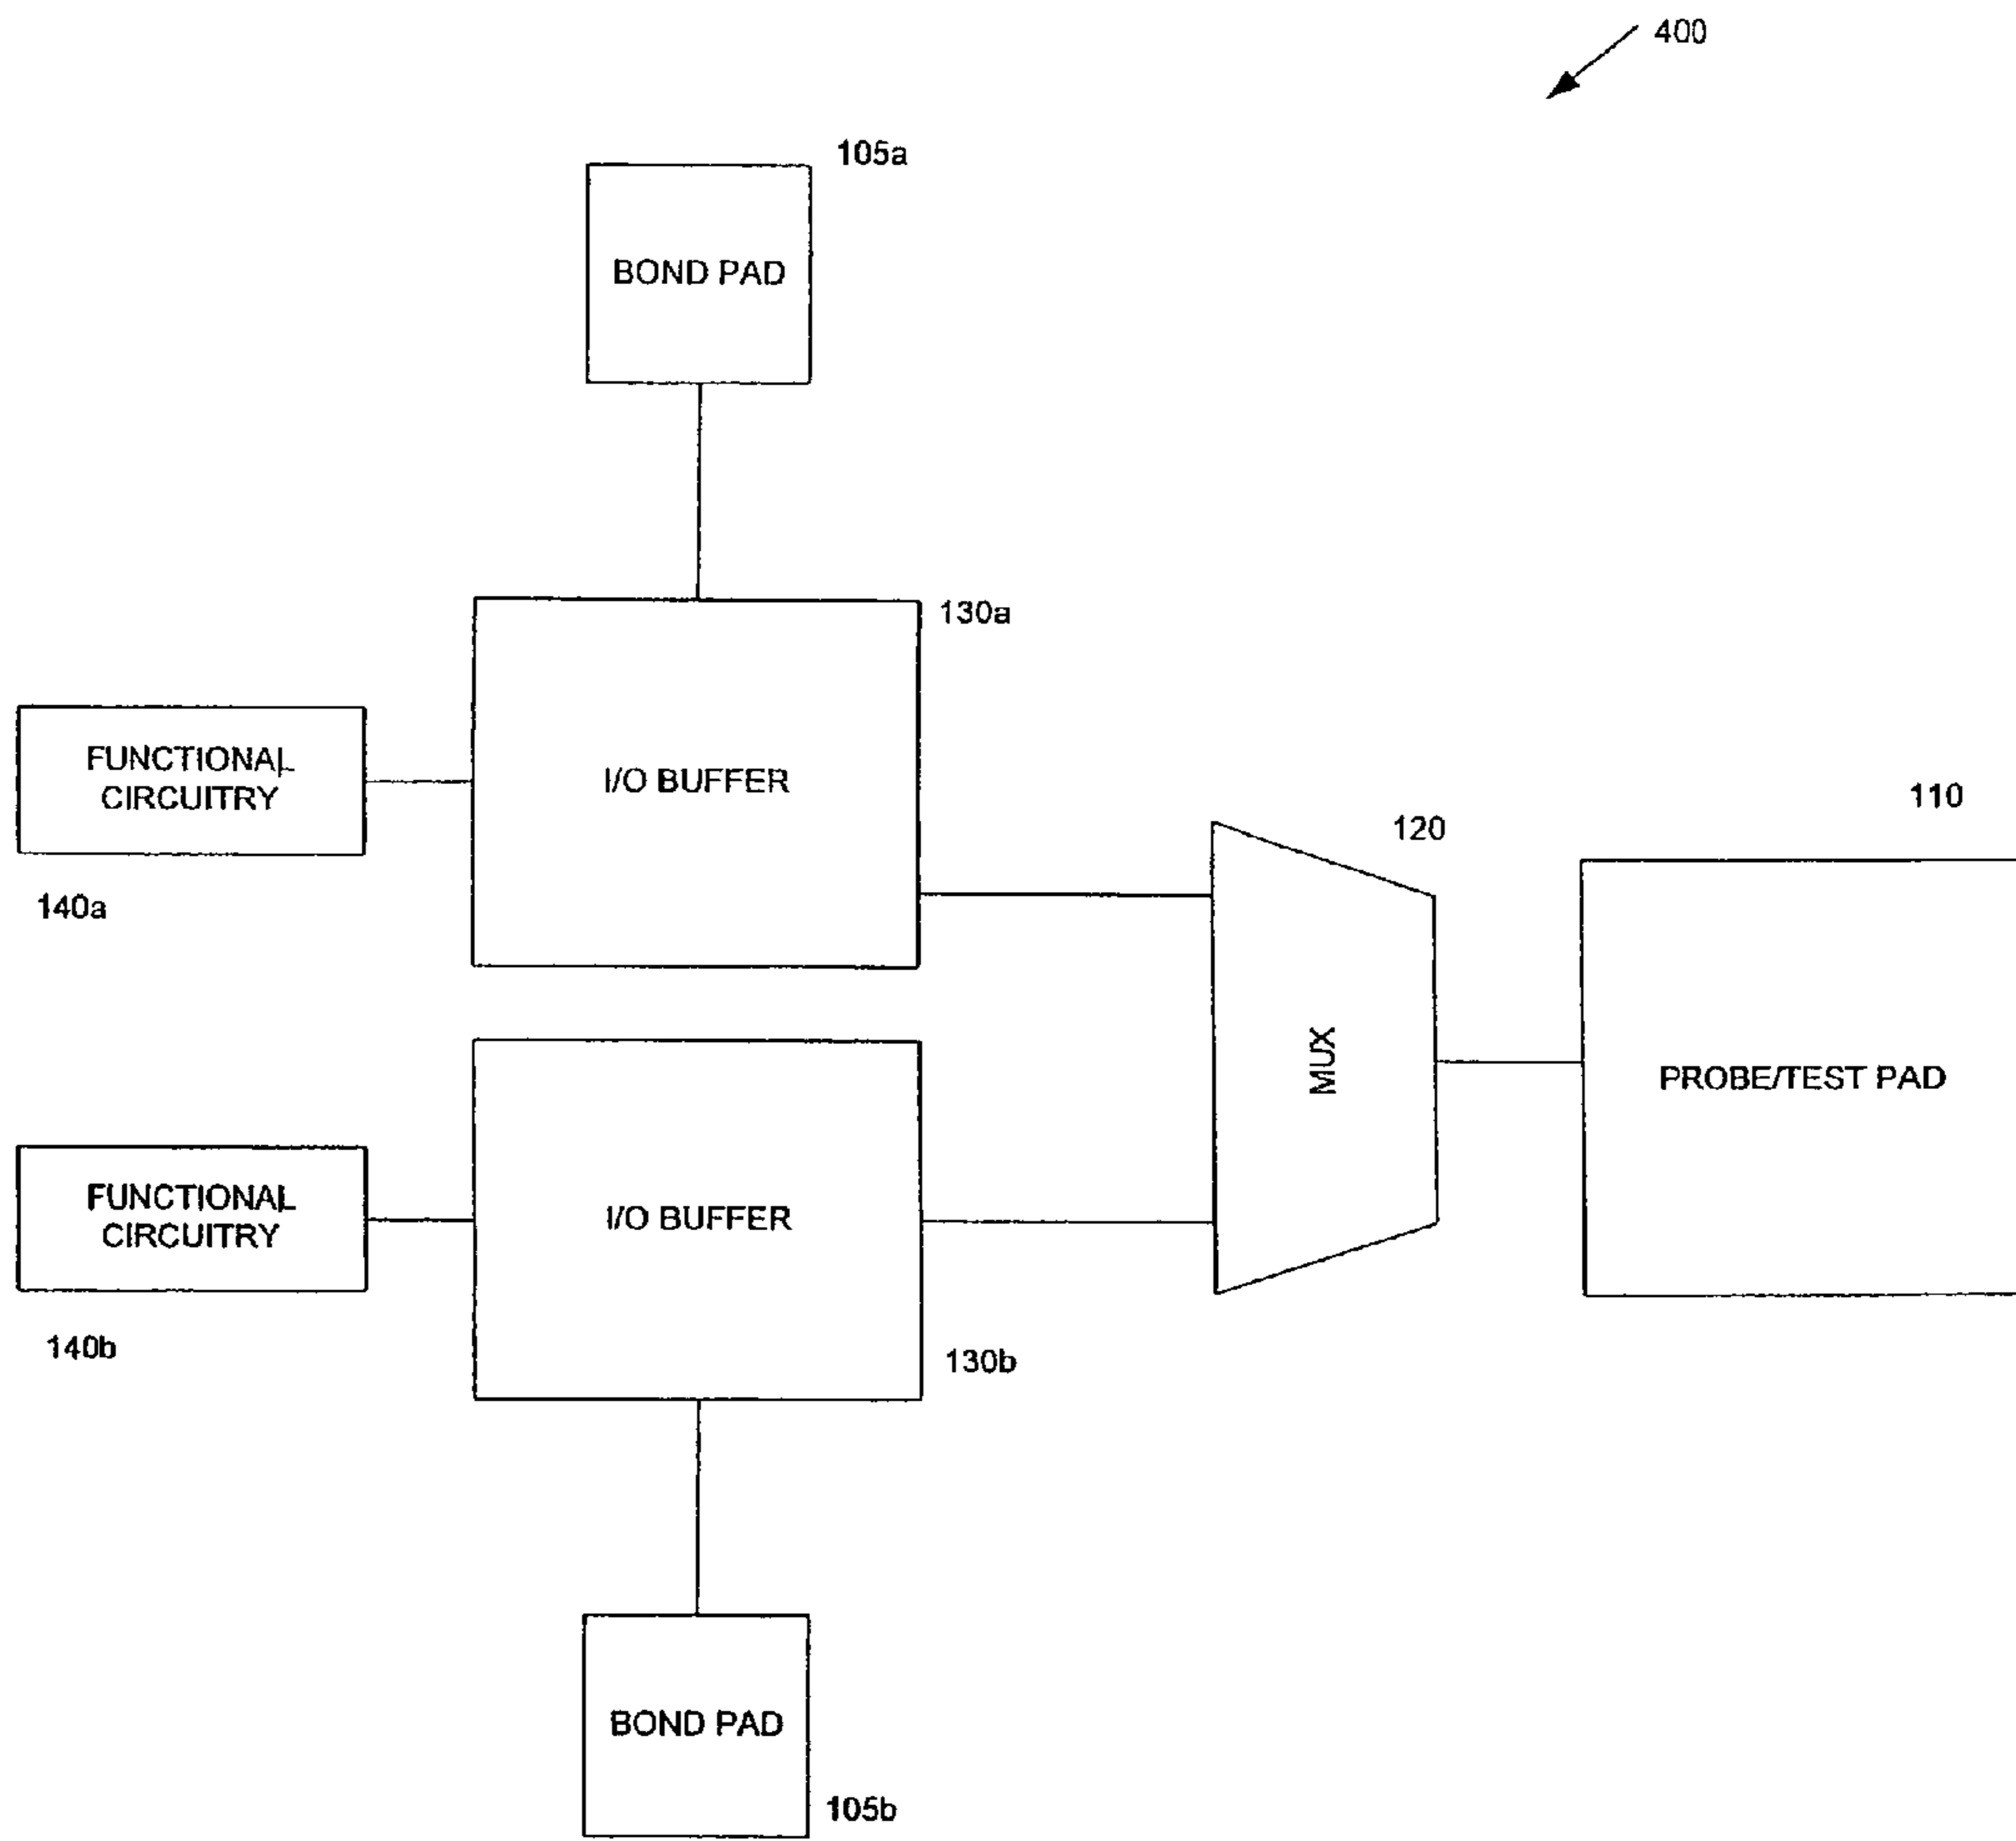 400
105a
BOND PAD
130a
FUNCTIONAL
CIRCUITRY
I/O BUFFER
110
120
140a
MUX
PROBE/TEST PAD
FUNCTIONAL
CIRCUITRY
I/O BUFFER
140b
130b
BOND PAD
105b